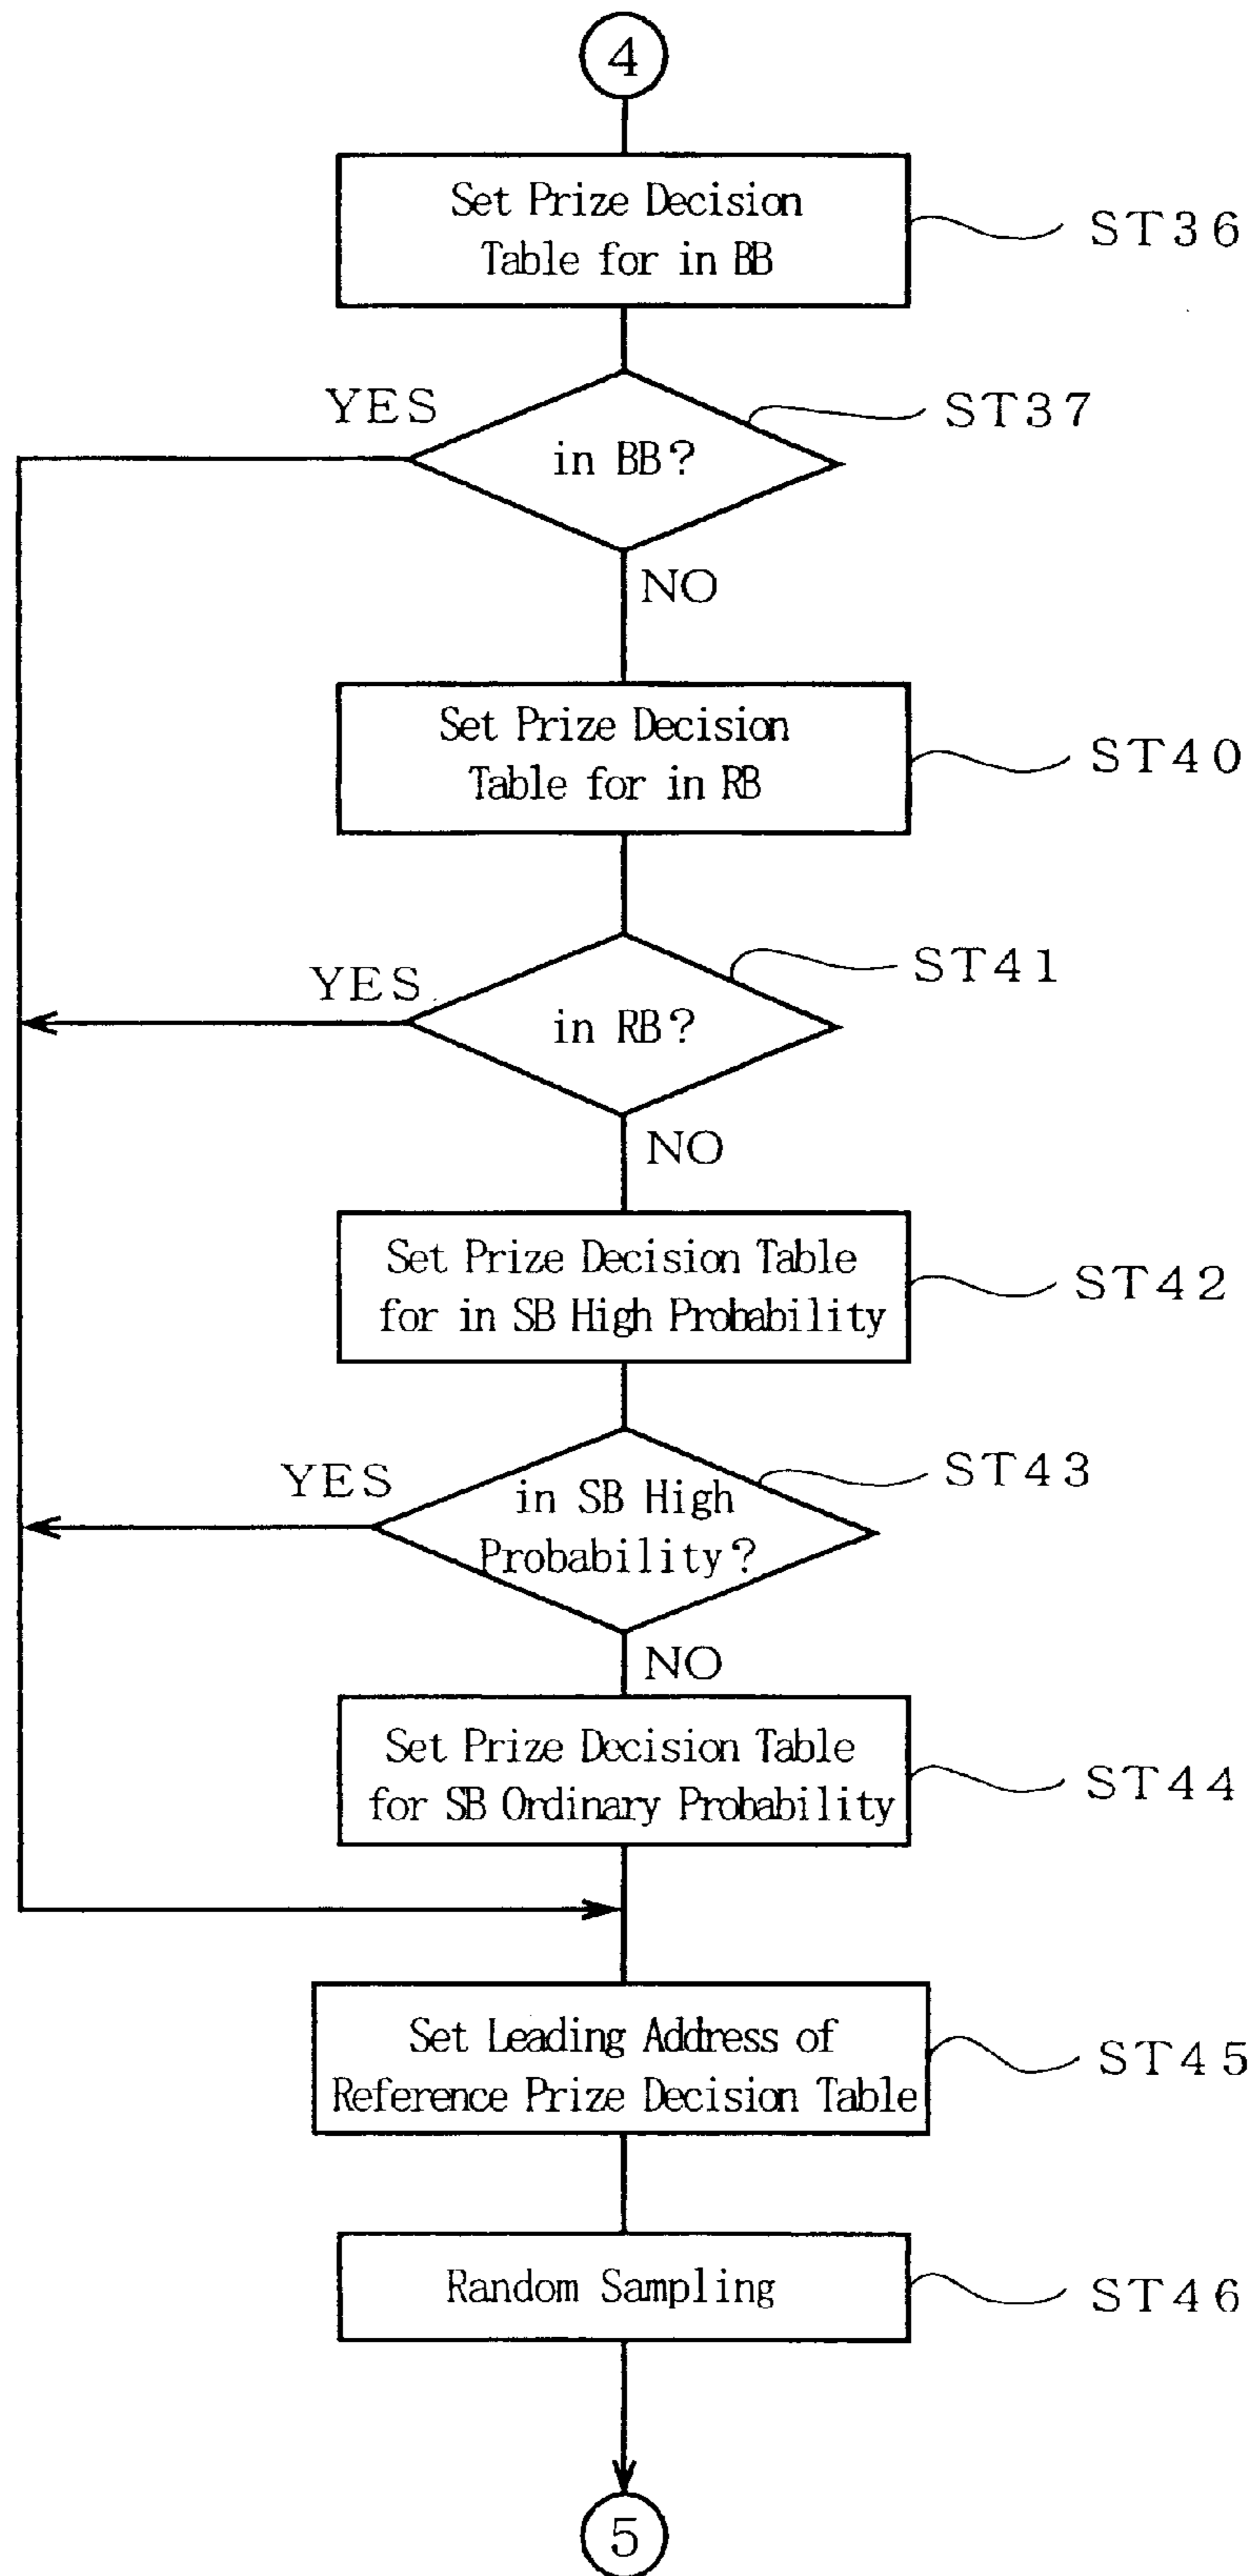 4
Set Prize Decision
Table for in BB
ST36
YES
in BB?
ST37
NO
Set Prize Decision
Table for in RB
ST40
YES
in RB?
ST41
NO
Set Prize Decision Table
for in SB High Probability
ST42
YES
in SB High
Probability?
ST43
NO
Set Prize Decision Table
for SB Ordinary Probability
ST44
Set Leading Address of
Reference Prize Decision Table
ST45
Random Sampling
ST46
5